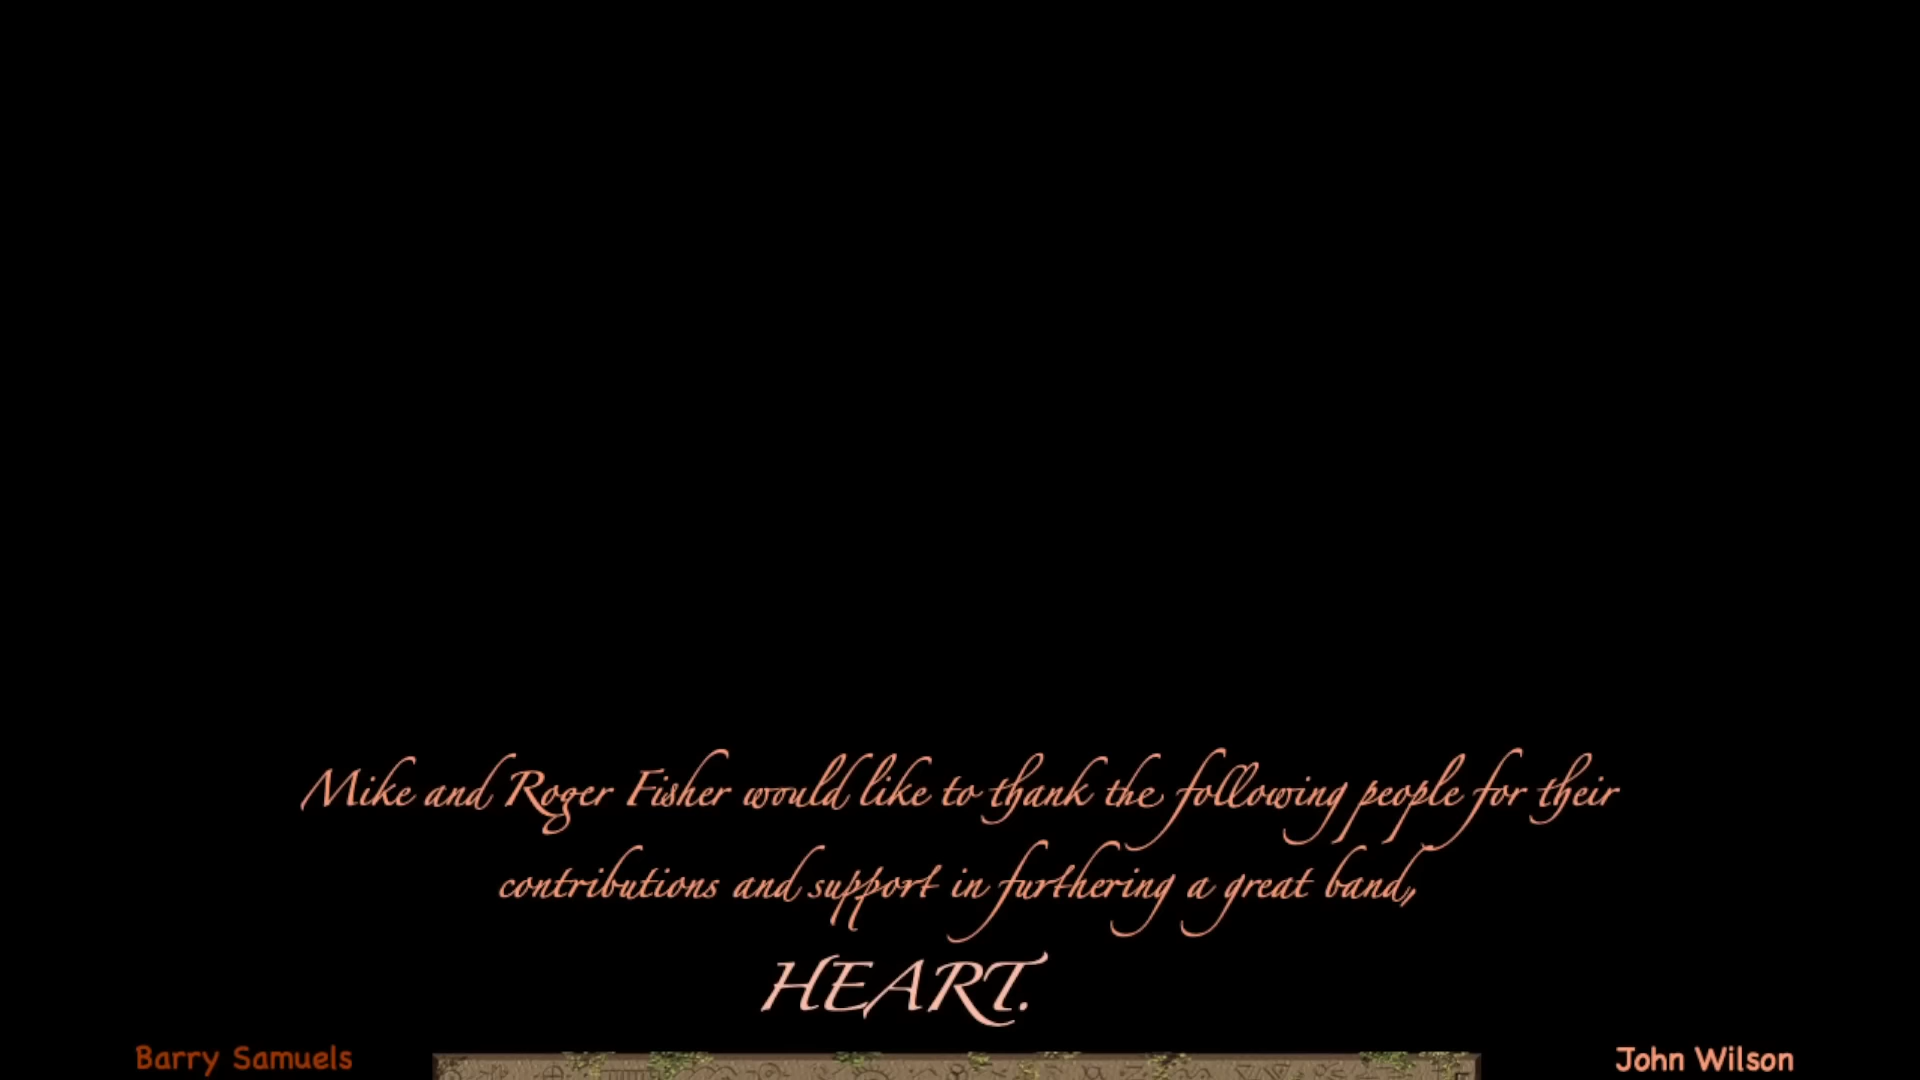 Mike and Roger Fisher would like to thank the following people for their
contributions and support in furthering a great band,
HEART.
Barry Samuels
John Wilson